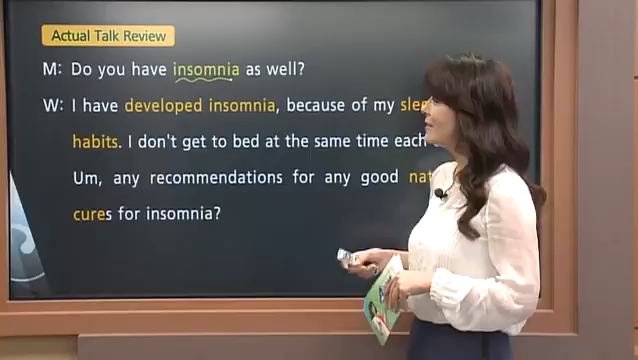 Actual Talk Review
M: Do you have insomnia as well?
W: I have developed insomnia, because of my
habits. I don't get to bed at the same time each
Um, any recommendations for any good
cures for insomnia?